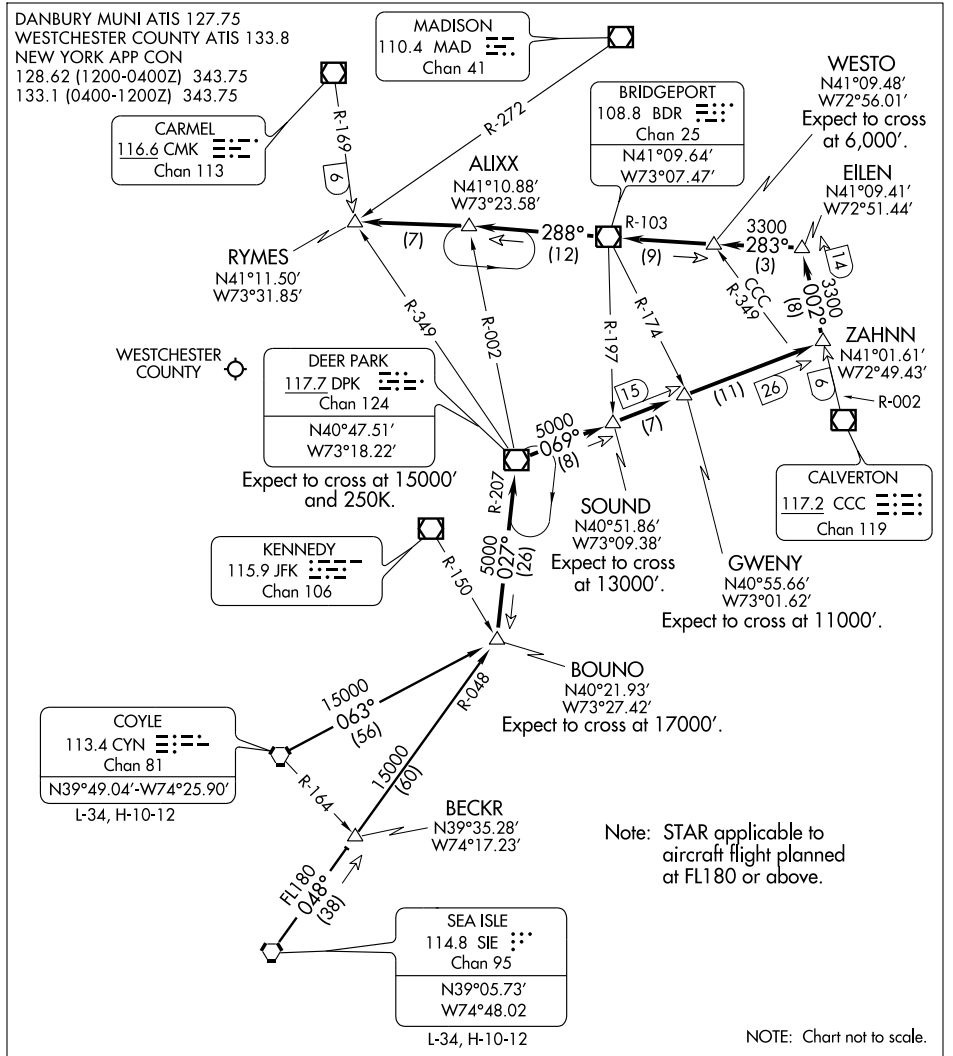 DANBURY MUNI ATIS 127.75
WESTCHESTER COUNTY ATIS 133.8
NEW YORK APP CON
128.62 (1200-0400Z) 343.75
133.1 (0400-1200Z) 343.75
MADISON
110.4 MAD
Chan 41
CARMEL
116.6 CMK
Chan 113
R-169
9
R-272
BRIDGEPORT
108.8 BDR
Chan 25
N41°09.64'
W73°07.47'
WESTO
N41°09.48'
W72°56.01'
Expect to cross
at 6,000'.
EILEN
N41°09.41'
W72°51.44'
ALIXX
N41°10.88'
W73°23.58'
RYMES
N41°11.50'
W73°31.85'
(7)
288°
(12)
R-103
(9)
3300
283°
(3)
14
3300
002°
(8)
CCC
R-349
R-349
R-002
R-197
R-174
ZAHNN
N41°01.61'
W72°49.43'
WESTCHESTER
COUNTY
DEER PARK
117.7 DPK
Chan 124
N40°47.51'
W73°18.22'
Expect to cross at 15000'
and 250K.
15
(11)
26
9
R-002
5000
069°
(8)
(7)
CALVERTON
117.2 CCC
Chan 119
SOUND
N40°51.86'
W73°09.38'
Expect to cross
at 13000'.
GWENY
N40°55.66'
W73°01.62'
Expect to cross at 11000'.
R-207
5000
027°
(26)
KENNEDY
115.9 JFK
Chan 106
R-150
BOUNO
N40°21.93'
W73°27.42'
Expect to cross at 17000'.
15000
063°
(56)
R-048
15000
(60)
COYLE
113.4 CYN
Chan 81
N39°49.04'-W74°25.90'
L-34, H-10-12
R-164
BECKR
N39°35.28'
W74°17.23'
Note: STAR applicable to
aircraft flight planned
at FL180 or above.
FL180
048°
(38)
SEA ISLE
114.8 SIE
Chan 95
N39°05.73'
W74°48.02
L-34, H-10-12
NOTE: Chart not to scale.